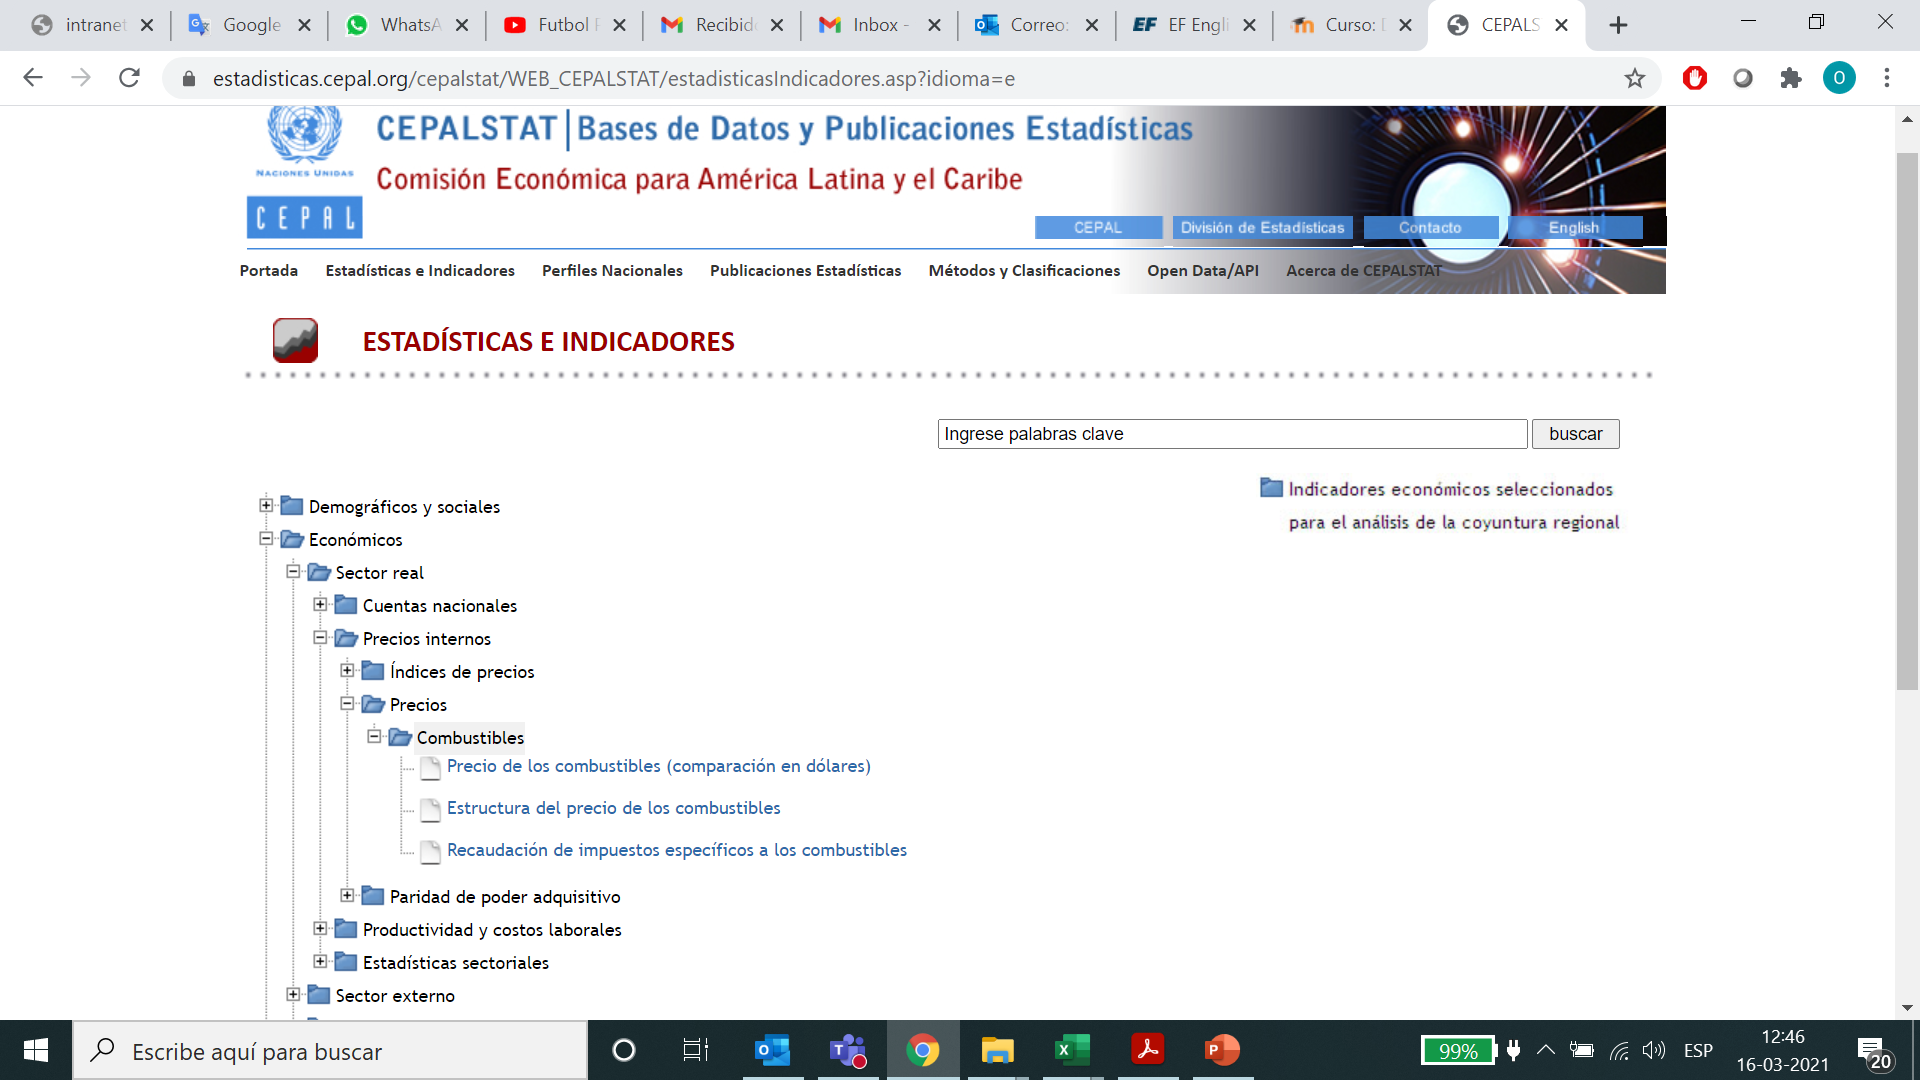 intranet
Google
WhatsA
Futbol F
Recibido
Inbox -
Correo:
EF EF Engli
Curso: D
CEPALS
estadisticas.cepal.org/cepalstat/WEB_CEPALSTAT/estadisticasIndicadores.asp?idioma=e
O
NACIONES UNIDAS
CEPAL
CEPALSTAT | Bases de Datos y Publicaciones Estadísticas
Comisión Económica para América Latina y el Caribe
CEPAL División de Estadísticas Contacto English
Portada Estadísticas e Indicadores Perfiles Nacionales Publicaciones Estadísticas Métodos y Clasificaciones Open Data/API Acerca de CEPALSTAT
ESTADÍSTICAS E INDICADORES
Ingrese palabras clave buscar
Indicadores económicos seleccionados
para el análisis de la coyuntura regional
Demográficos y sociales
Económicos
Sector real
Cuentas nacionales
Precios internos
Índices de precios
Precios
Combustibles
Precio de los combustibles (comparación en dólares)
Estructura del precio de los combustibles
Recaudación de impuestos específicos a los combustibles
Paridad de poder adquisitivo
Productividad y costos laborales
Estadísticas sectoriales
Sector externo
Escribe aquí para buscar
99%
ESP
12:46
16-03-2021
20